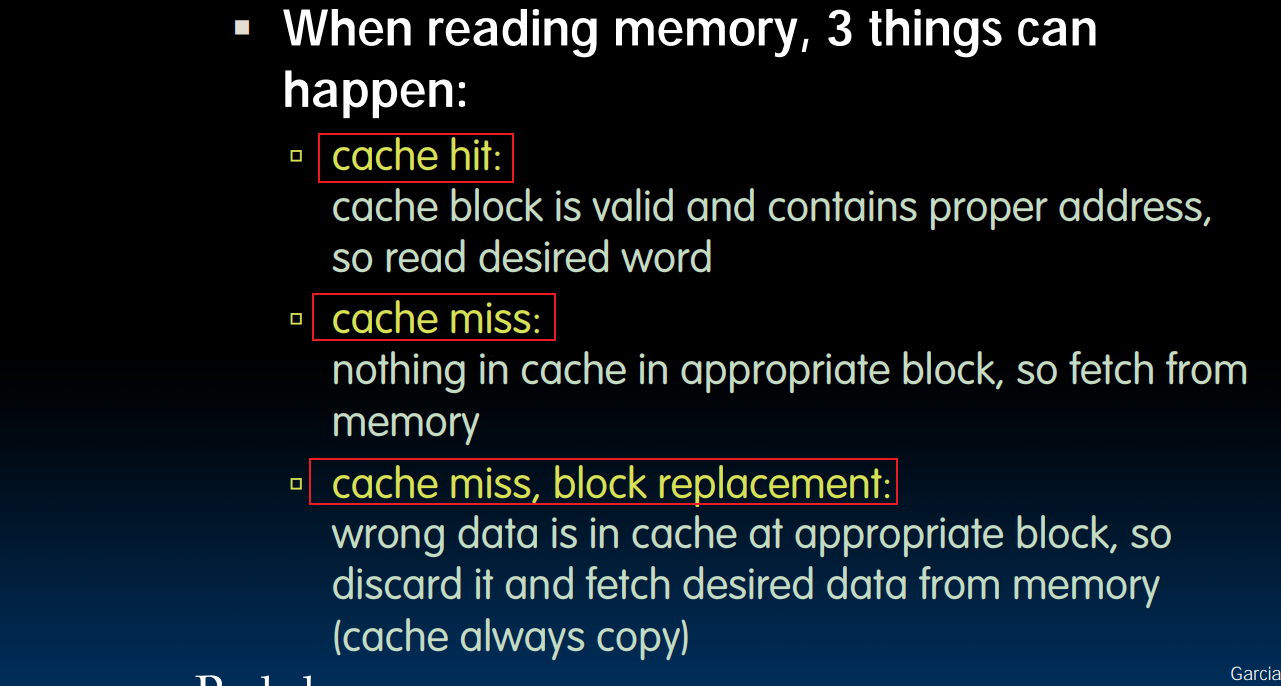 When reading memory, 3 things can
happen:
cache hit:
cache block is valid and contains proper address,
so read desired word
cache miss:
nothing in cache in appropriate block, so fetch from
memory
cache miss, block replacement:
wrong data is in cache at appropriate block, so
discard it and fetch desired data from memory
(cache always copy)
Garcia